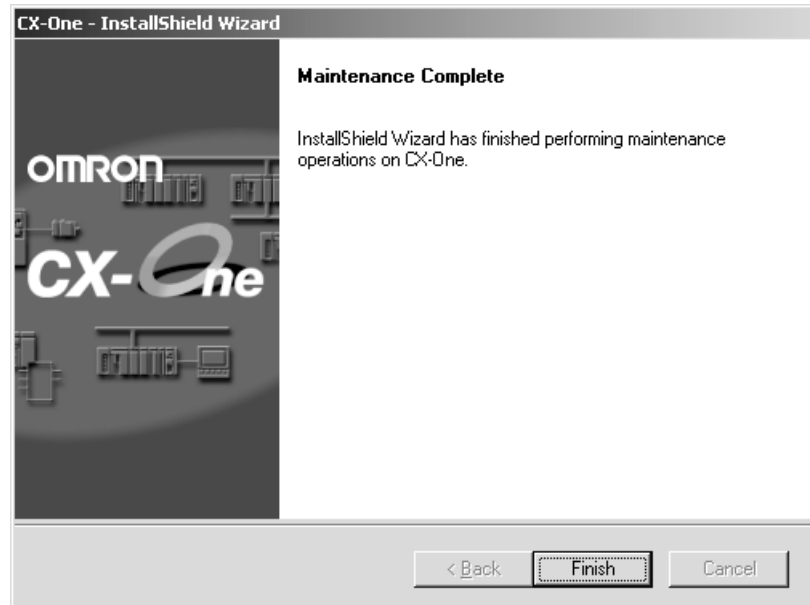 CX-One - InstallShield Wizard
Maintenance Complete
InstallShield Wizard has finished performing maintenance
operations on CX-One.
OMRON
CX-One
< Back
Finish
Cancel